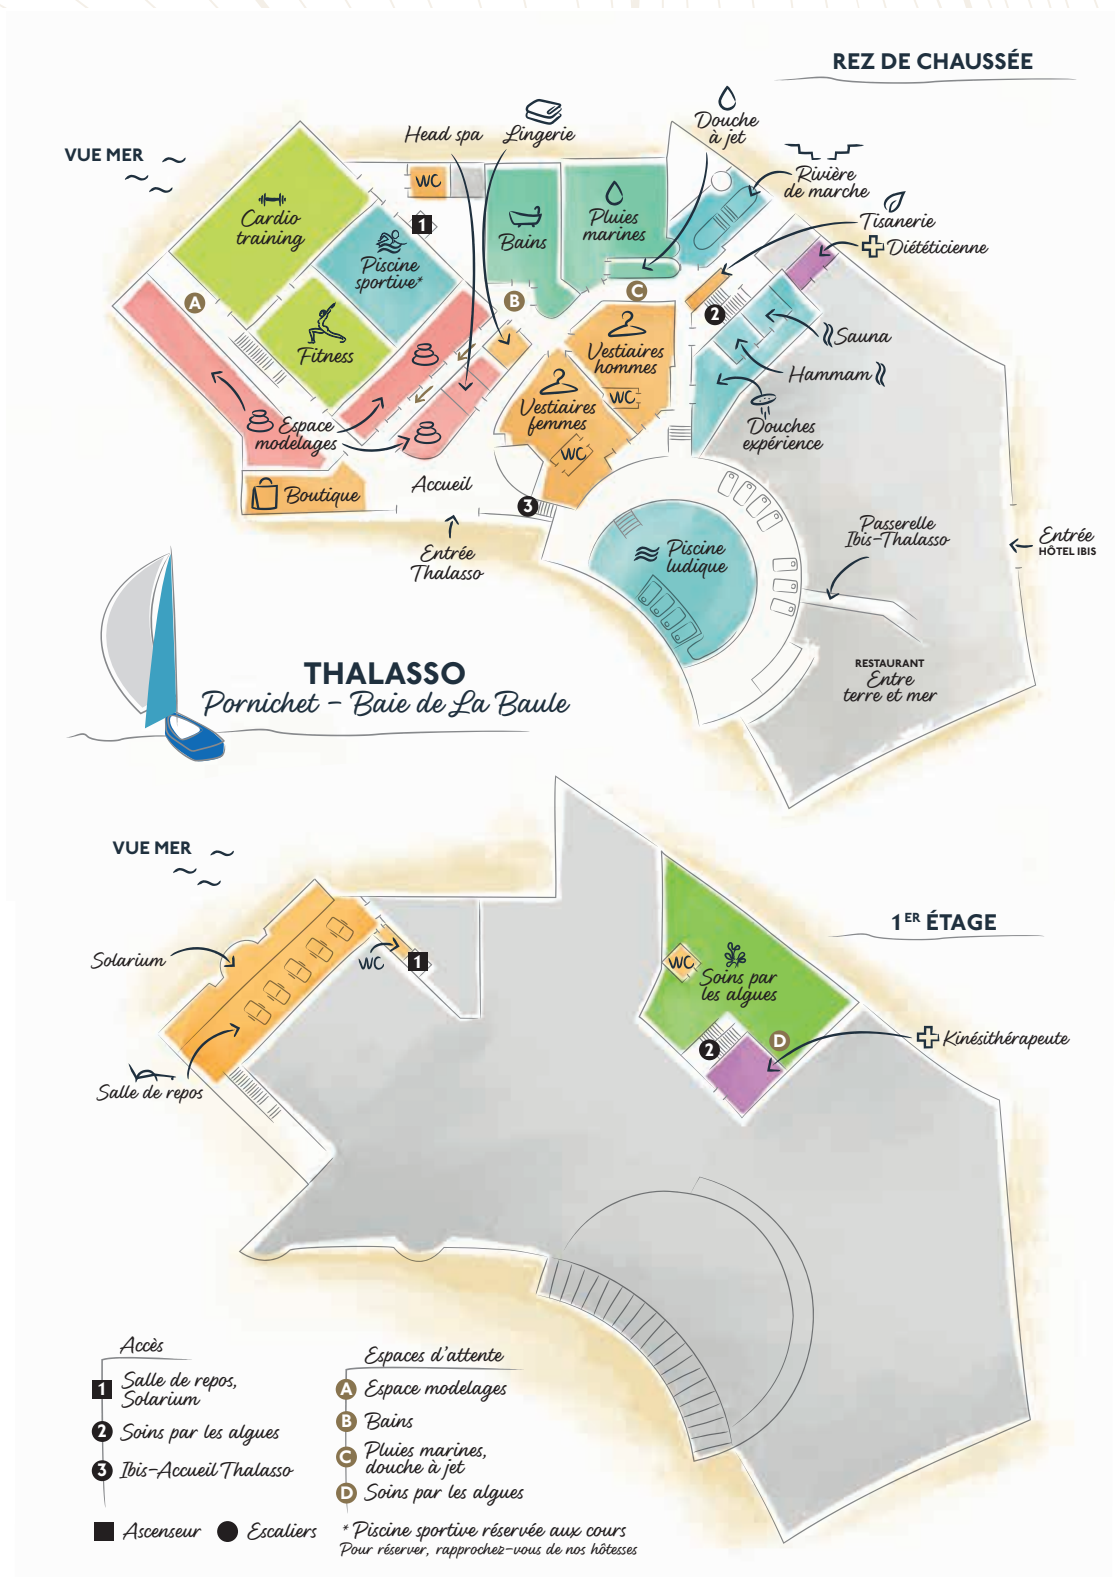 REZ DE CHAUSSÉE
VUE MER
Head spa
Lingerie
Douche
à jet
Rivière
de marche
Tisanerie
Diététicienne
WC
1
Cardio
training
Piscine
sportive*
Bains
Pluies
marines
A
B
C
2
Fitness
Vestiaires
hommes
WC
Sauna
Hammam
Vestiaires
femmes
WC
Douches
expérience
Espace
modelages
Boutique
Accueil
3
Entrée
Thalasso
Piscine
ludique
Passerelle
Ibis-Thalasso
Entrée
HÔTEL IBIS
RESTAURANT
Entre
terre et mer
THALASSO
Pornichet - Baie de La Baule
VUE MER
1ER ÉTAGE
Solarium
WC
1
WC
Soins par
les algues
2
D
Kinésithérapeute
Salle de repos
Accès
1 Salle de repos,
Solarium
2 Soins par les algues
3 Ibis-Accueil Thalasso
Ascenseur
Escaliers
Espaces d'attente
A Espace modelages
B Bains
C Pluies marines,
douche à jet
D Soins par les algues
* Piscine sportive réservée aux cours
Pour réserver, rapprochez-vous de nos hôtesses